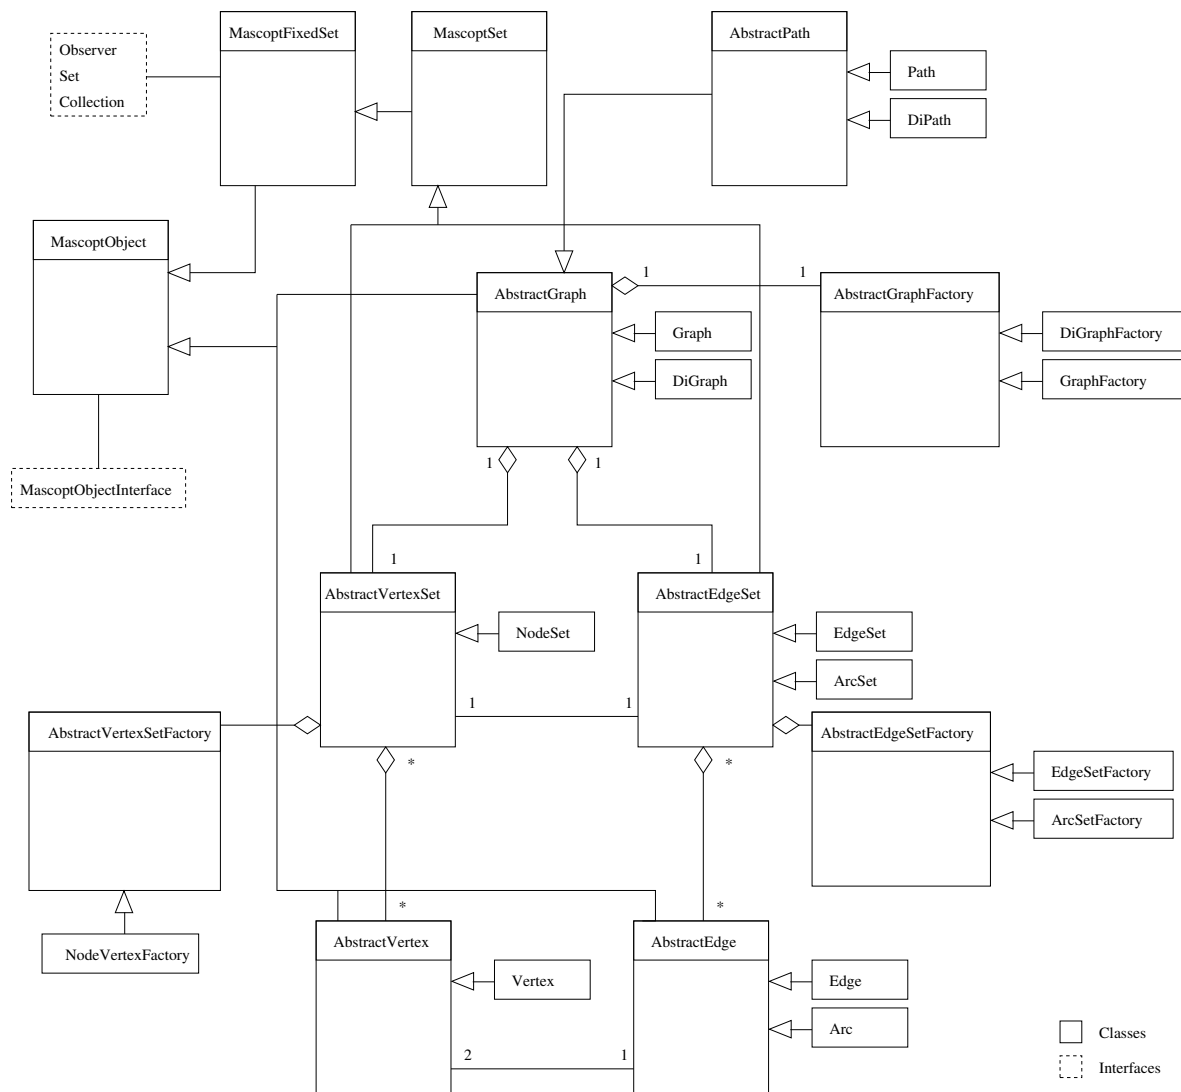 MascoptFixedSet
MascoptSet
AbstractPath
Observer
Set
Collection
Path
DiPath
MascoptObject
AbstractGraph
1
1
AbstractGraphFactory
Graph
DiGraph
DiGraphFactory
GraphFactory
1
1
MascoptObjectInterface
1
1
AbstractVertexSet
AbstractEdgeSet
NodeSet
EdgeSet
ArcSet
1
1
AbstractVertexSetFactory
AbstractEdgeSetFactory
*
*
EdgeSetFactory
ArcSetFactory
*
*
AbstractVertex
AbstractEdge
NodeVertexFactory
Vertex
Edge
Arc
2
1
Classes
Interfaces